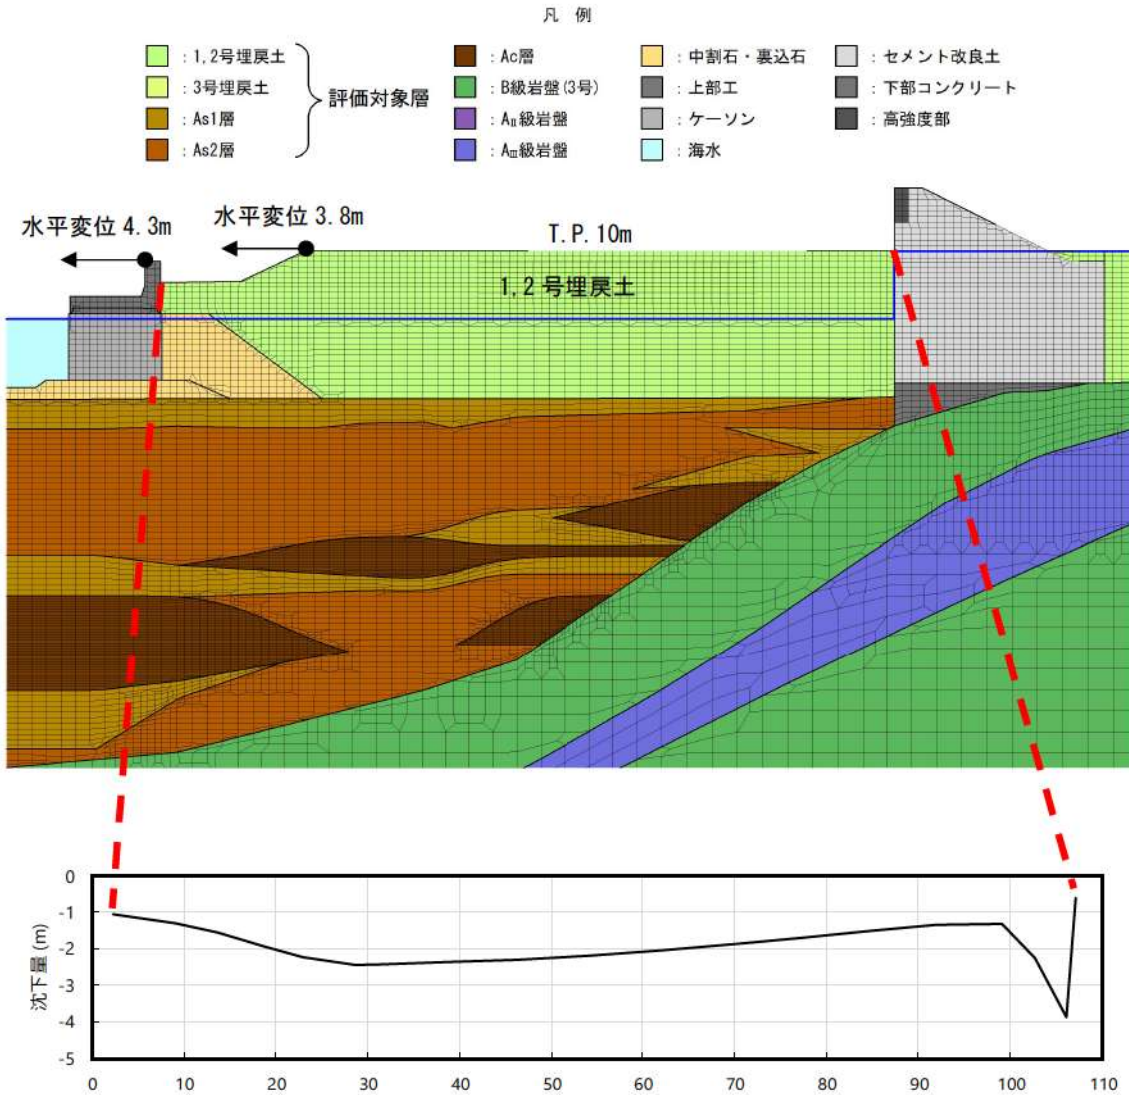 凡 例
: 1,2号埋戻土
: 3号埋戻土
: As1層
: As2層
評価対象層
: Ac層
: B級岩盤(3号)
: AⅡ級岩盤
: AⅢ級岩盤
: 中割石・裏込石
: 上部工
: ケーソン
: 海水
: セメント改良土
: 下部コンクリート
: 高強度部
水平変位 4.3m
水平変位 3.8m
T.P.10m
1,2 号埋戻土
沈下量(m)
0
-1
-2
-3
-4
-5
0 10 20 30 40 50 60 70 80 90 100 110